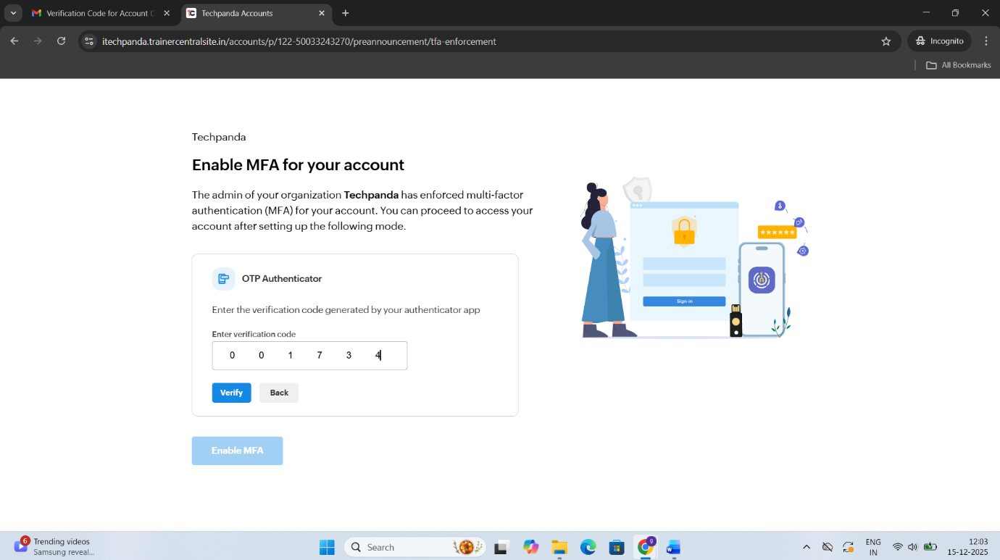 Verification Code for Account C
Techpanda Accounts
itechpanda.trainercentralsite.in/accounts/p/122-50033243270/preannouncement/tfa-enforcement
Incognito
All Bookmarks
Techpanda
Enable MFA for your account
The admin of your organization Techpanda has enforced multi-factor
authentication (MFA) for your account. You can proceed to access your
account after setting up the following mode.
OTP Authenticator
Enter the verification code generated by your authenticator app
Enter verification code
0 0 1 7 3 4
Verify
Back
Enable MFA
******
Sign-in
6
Trending videos
Samsung reveal...
Search
g
W
ENG
IN
12:03
15-12-2025